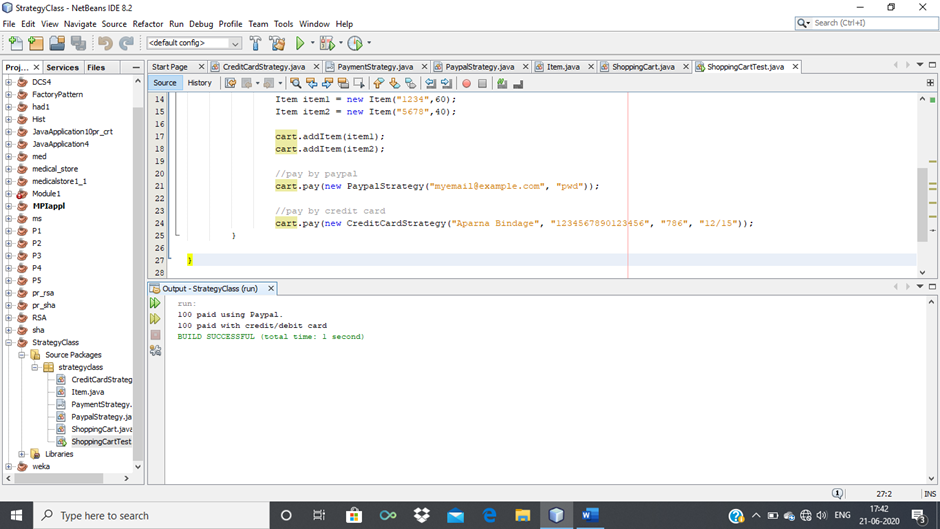 StrategyClass - NetBeans IDE 8.2
File Edit View Navigate Source Refactor Run Debug Profile Team Tools Window Help
Search (Ctrl+I)
<default config>
Proj... Services Files
Start Page CreditCardStrategy.java PaymentStrategy.java PaypalStrategy.java Item.java ShoppingCart.java ShoppingCartTest.java
Source History
DCS4
FactoryPattern
had1
Hist
JavaApplication10pr_crt
JavaApplication4
med
medical_store
medicalstore1_1
Module1
MPIappl
ms
P1
P2
P3
P4
P5
pr_rsa
pr_sha
RSA
sha
StrategyClass
Source Packages
strategyclass
CreditCardStrateg
Item.java
PaymentStrategy.
PaypalStrategy.ja
ShoppingCart.java
ShoppingCartTest
Libraries
weka
14 Item item1 = new Item("1234",60);
15 Item item2 = new Item("5678",40);
16
17 cart.addItem(item1);
18 cart.addItem(item2);
19
20 //pay by paypal
21 cart.pay(new PaypalStrategy("myemail@example.com", "pwd"));
22
23 //pay by credit card
24 cart.pay(new CreditCardStrategy("Aparna Bindage", "1234567890123456", "786", "12/15"));
25 }
26
27 }
28
Output - StrategyClass (run)
run:
100 paid using Paypal.
100 paid with credit/debit card
BUILD SUCCESSFUL (total time: 1 second)
1 27:2 INS
Type here to search
ENG
17:42
21-06-2020
3